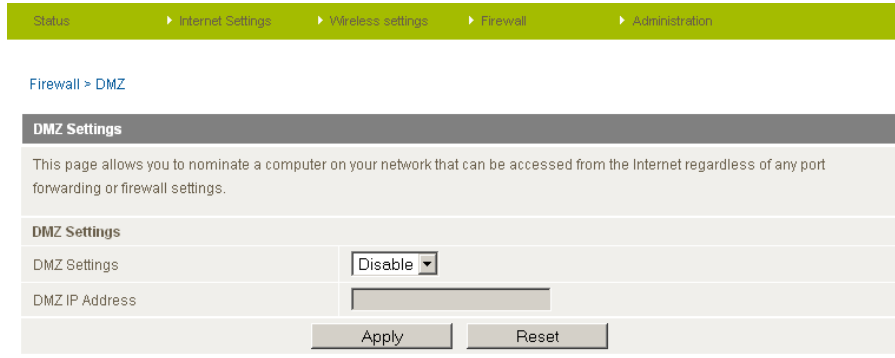 Status Internet Settings Wireless settings Firewall Administration
Firewall > DMZ
DMZ Settings
This page allows you to nominate a computer on your network that can be accessed from the Internet regardless of any port
forwarding or firewall settings.
DMZ Settings
DMZ Settings Disable
DMZ IP Address
Apply Reset